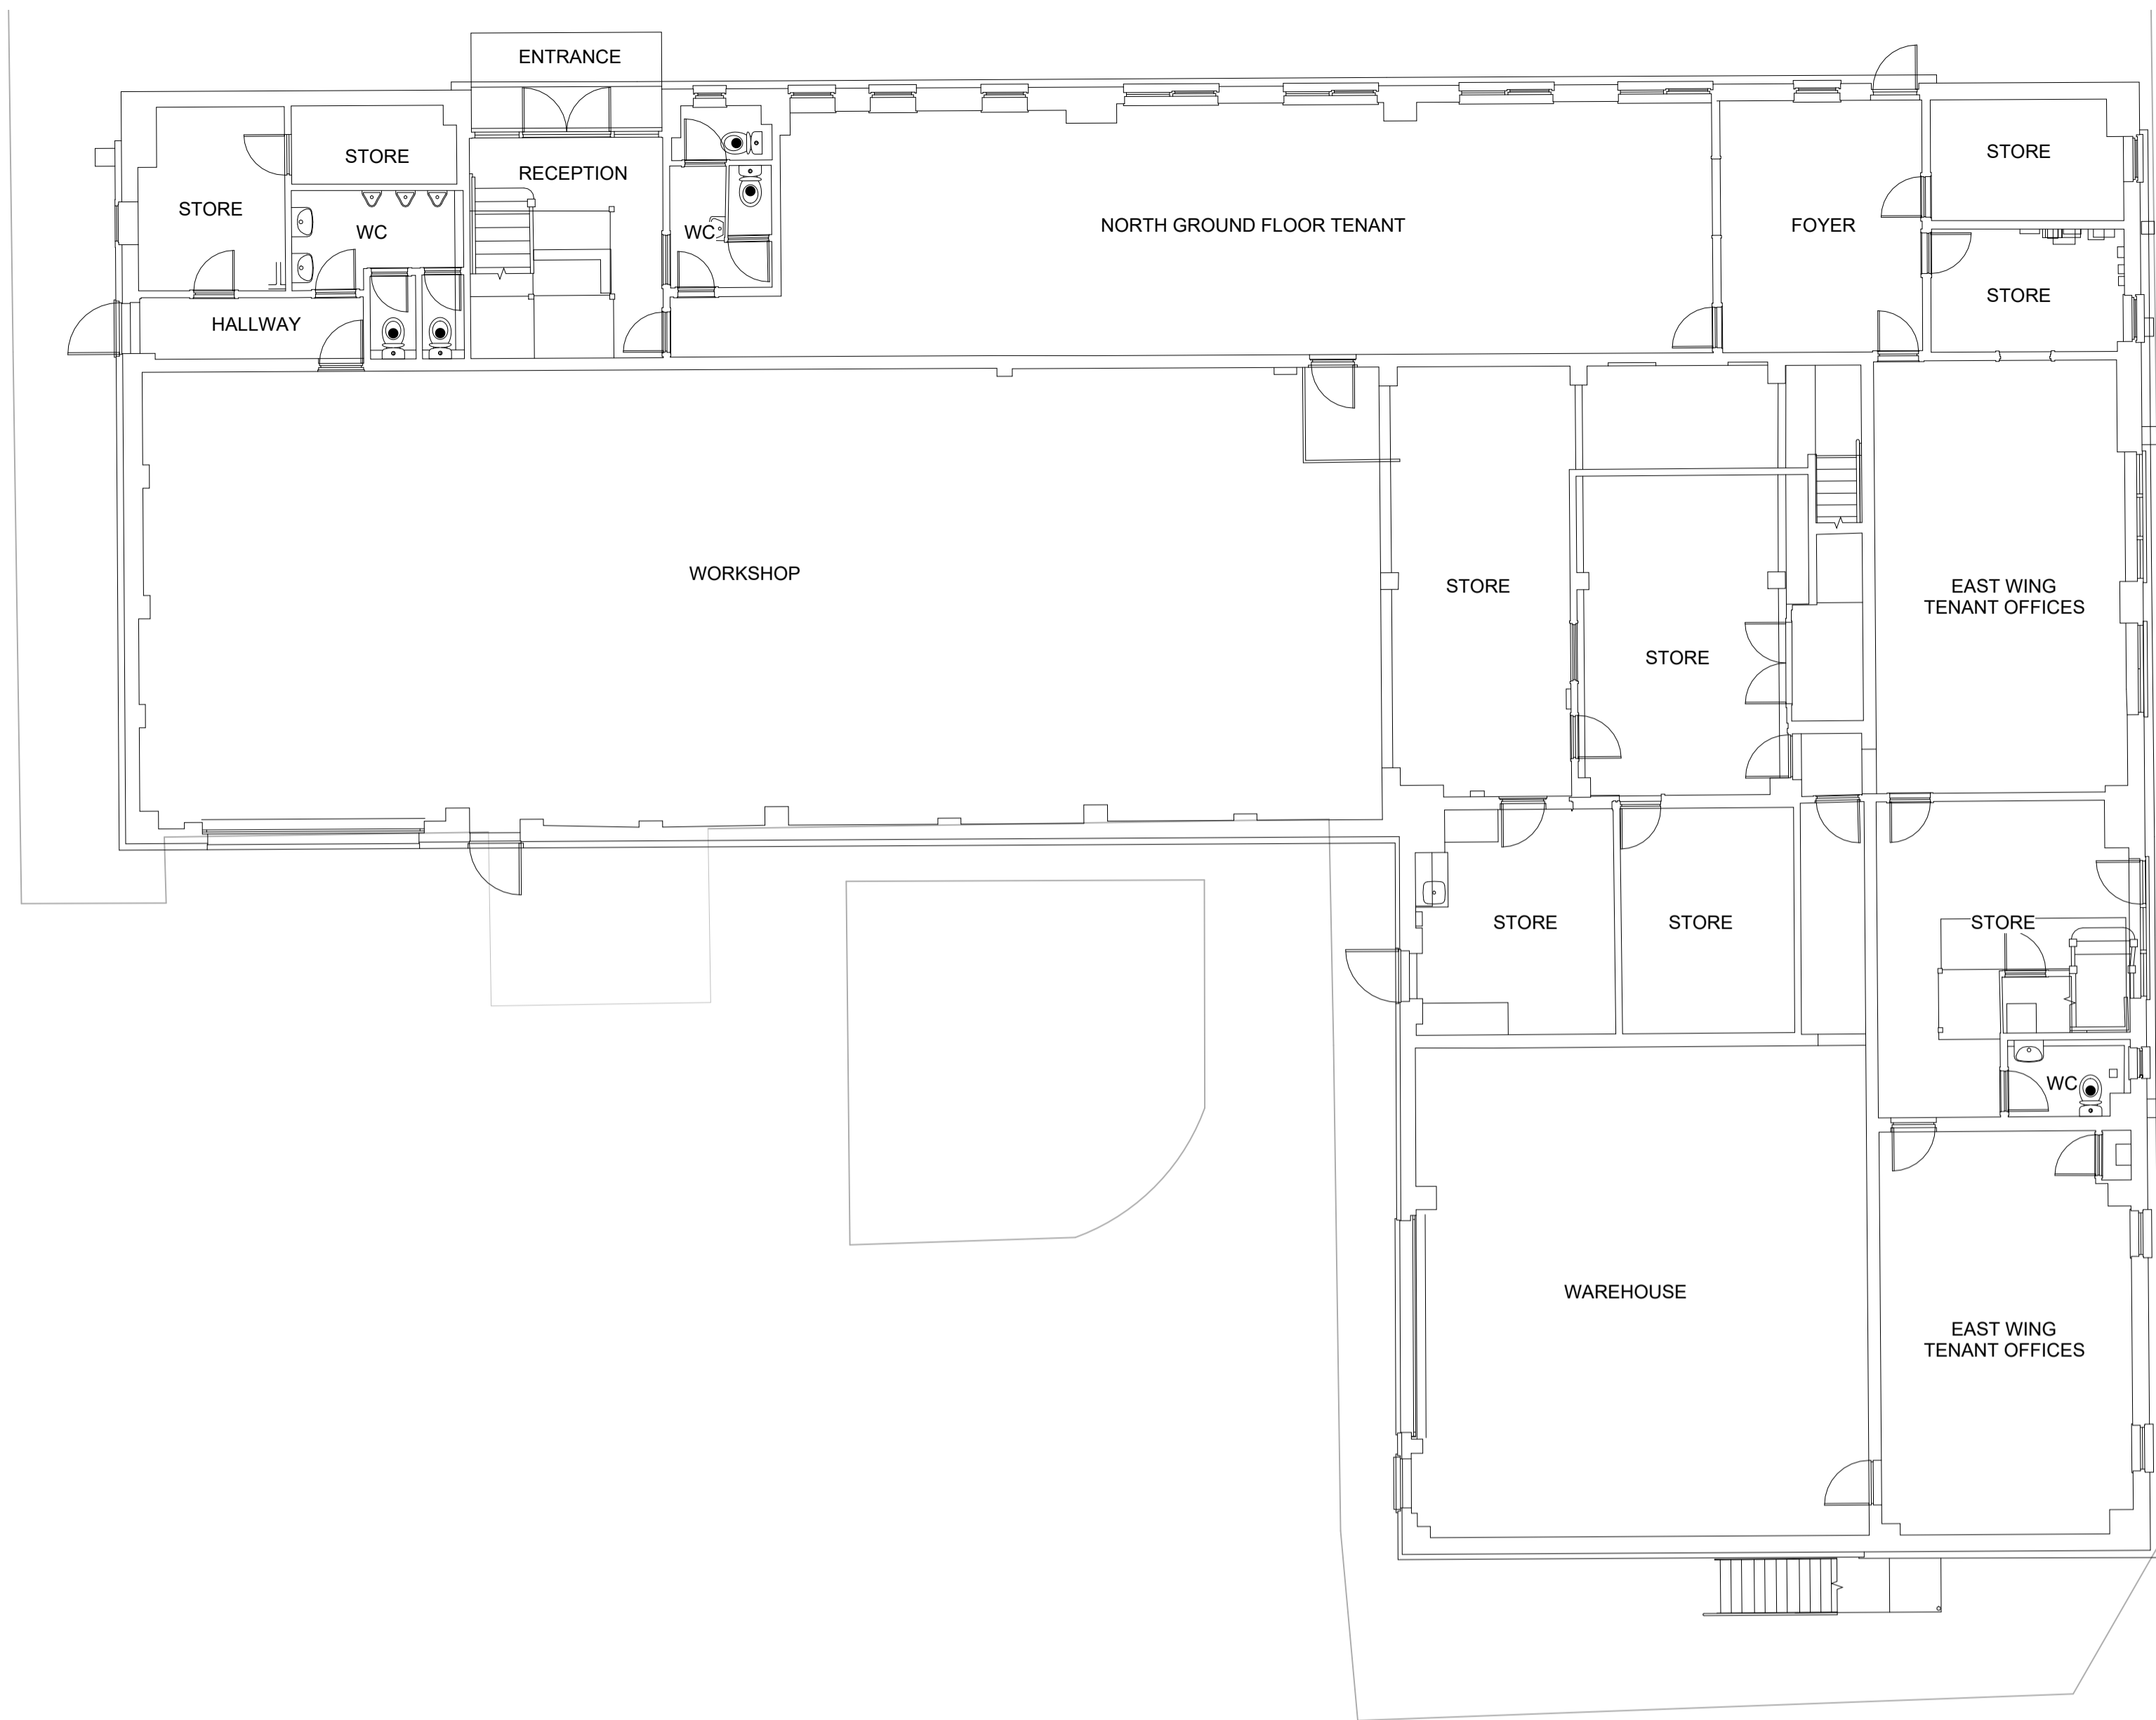 ENTRANCE
STORE
STORE
RECEPTION
STORE
WC
WC
NORTH GROUND FLOOR TENANT
FOYER
STORE
HALLWAY
WORKSHOP
STORE
EAST WING
TENANT OFFICES
STORE
STORE
STORE
STORE
WC
WAREHOUSE
EAST WING
TENANT OFFICES